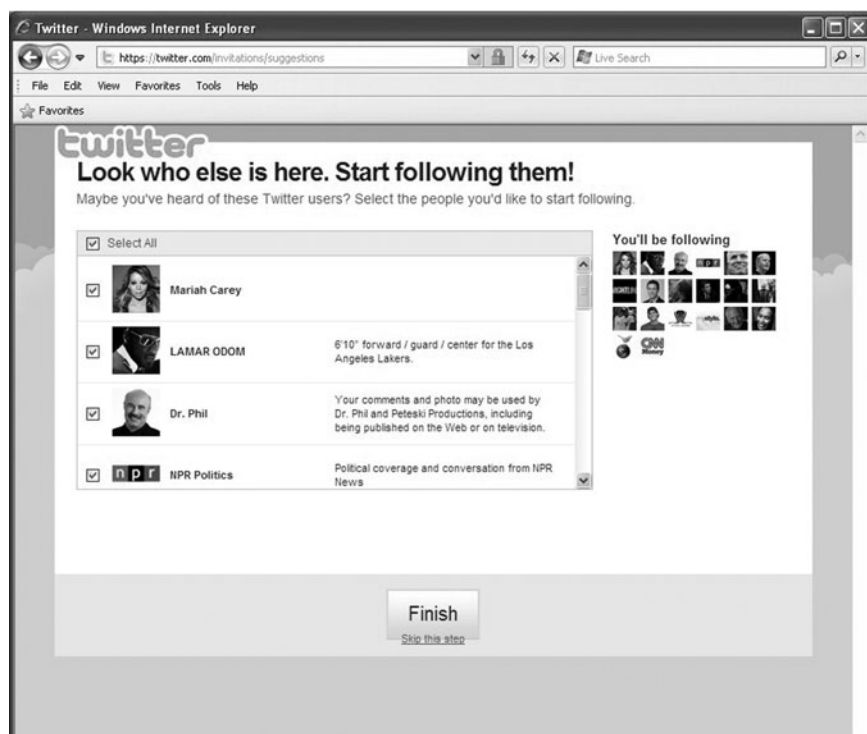 Twitter - Windows Internet Explorer
https://twitter.com/invitations/suggestions
Live Search
File Edit View Favorites Tools Help
Favorites
twitter
Look who else is here. Start following them!
Maybe you've heard of these Twitter users? Select the people you'd like to start following.
Select All
Mariah Carey
LAMAR ODOM
6'10" forward / guard / center for the Los
Angeles Lakers.
Dr. Phil
Your comments and photo may be used by
Dr. Phil and Peteski Productions, including
being published on the Web or on television.
npr
NPR Politics
Political coverage and conversation from NPR
News
You'll be following
npr
CNN
Money
Finish
Skip this step